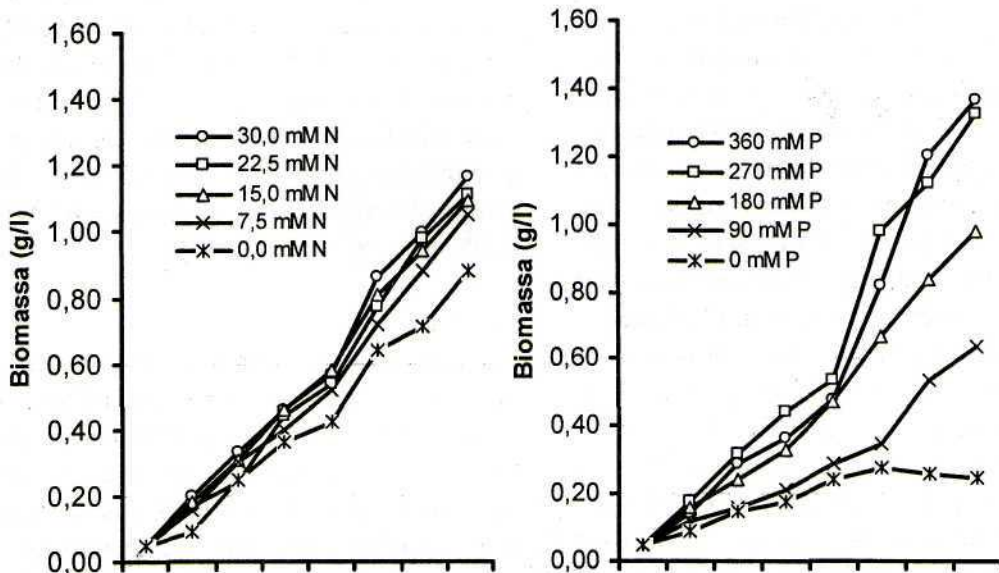 Biomassa (g/l)
1,60
1,40
1,20
1,00
0,80
0,60
0,40
0,20
0,00
30,0 mM N
22,5 mM N
15,0 mM N
7,5 mM N
0,0 mM N
Biomassa (g/l)
1,60
1,40
1,20
1,00
0,80
0,60
0,40
0,20
0,00
360 mM P
270 mM P
180 mM P
90 mM P
0 mM P